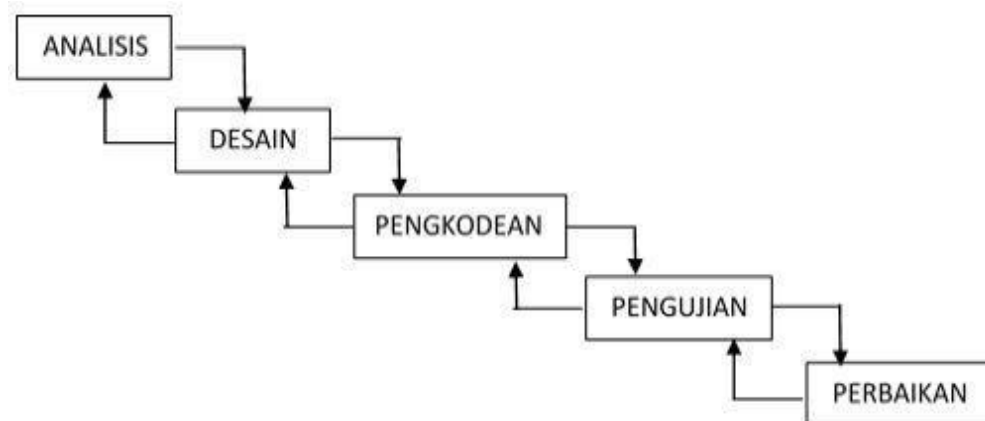 ANALISIS
DESAIN
PENGKODEAN
PENGUJIAN
PERBAIKAN